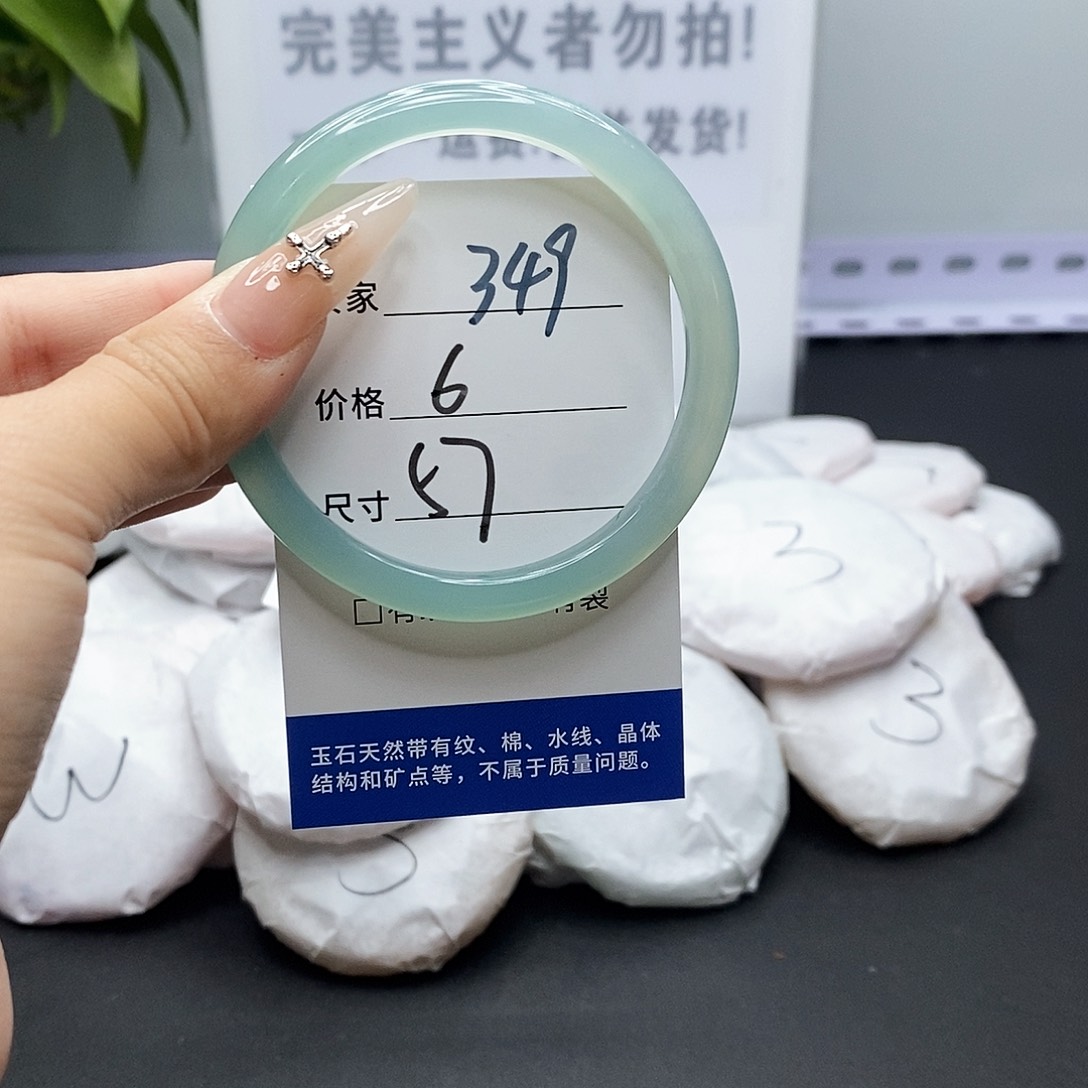 完美主义者勿拍!
发货!
家 349
价格 6
尺寸 57
玉石天然带有纹、棉、水线、晶体
结构和矿点等，不属于质量问题。
3
3